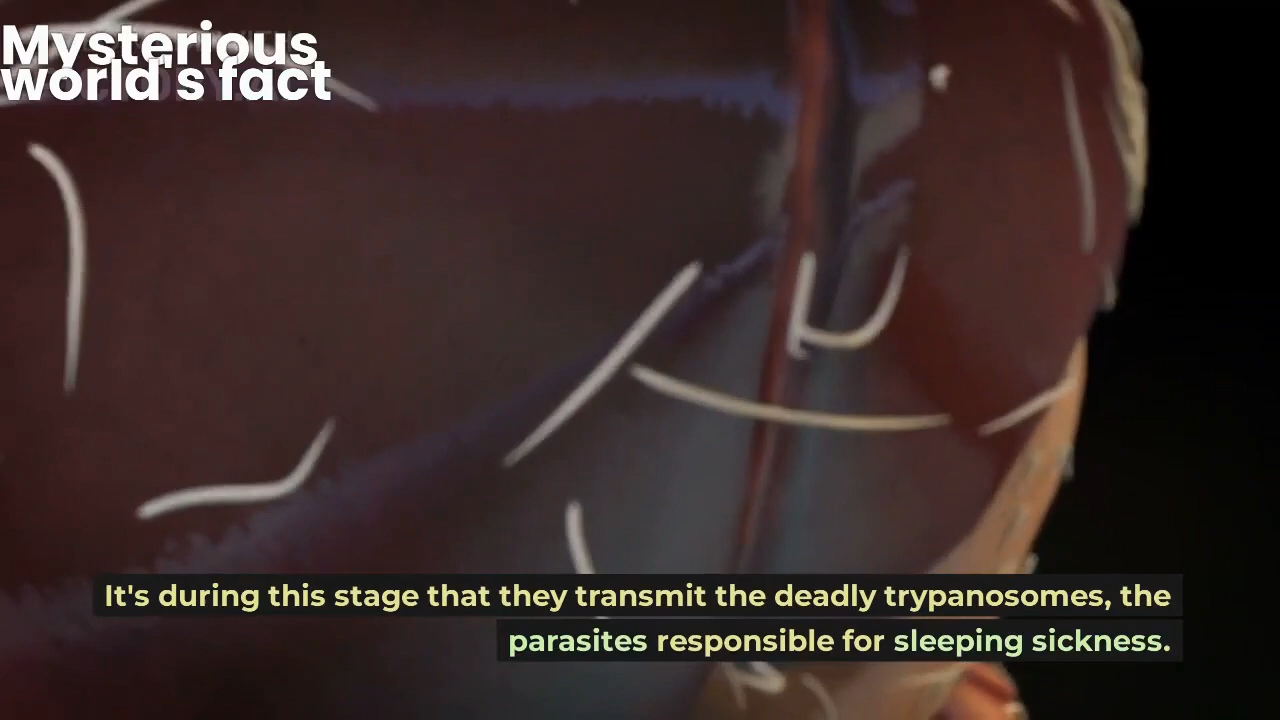 Mysterious
world's fact
It's during this stage that they transmit the deadly trypanosomes, the
parasites responsible for sleeping sickness.